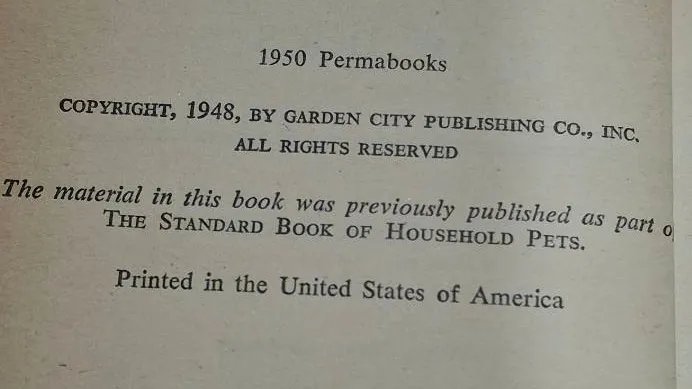 1950 Permabooks
COPYRIGHT, 1948, BY GARDEN CITY PUBLISHING CO., INC.
ALL RIGHTS RESERVED
The material in this book was previously published as part o
THE STANDARD BOOK OF HOUSEHOLD PETS.
Printed in the United States of America